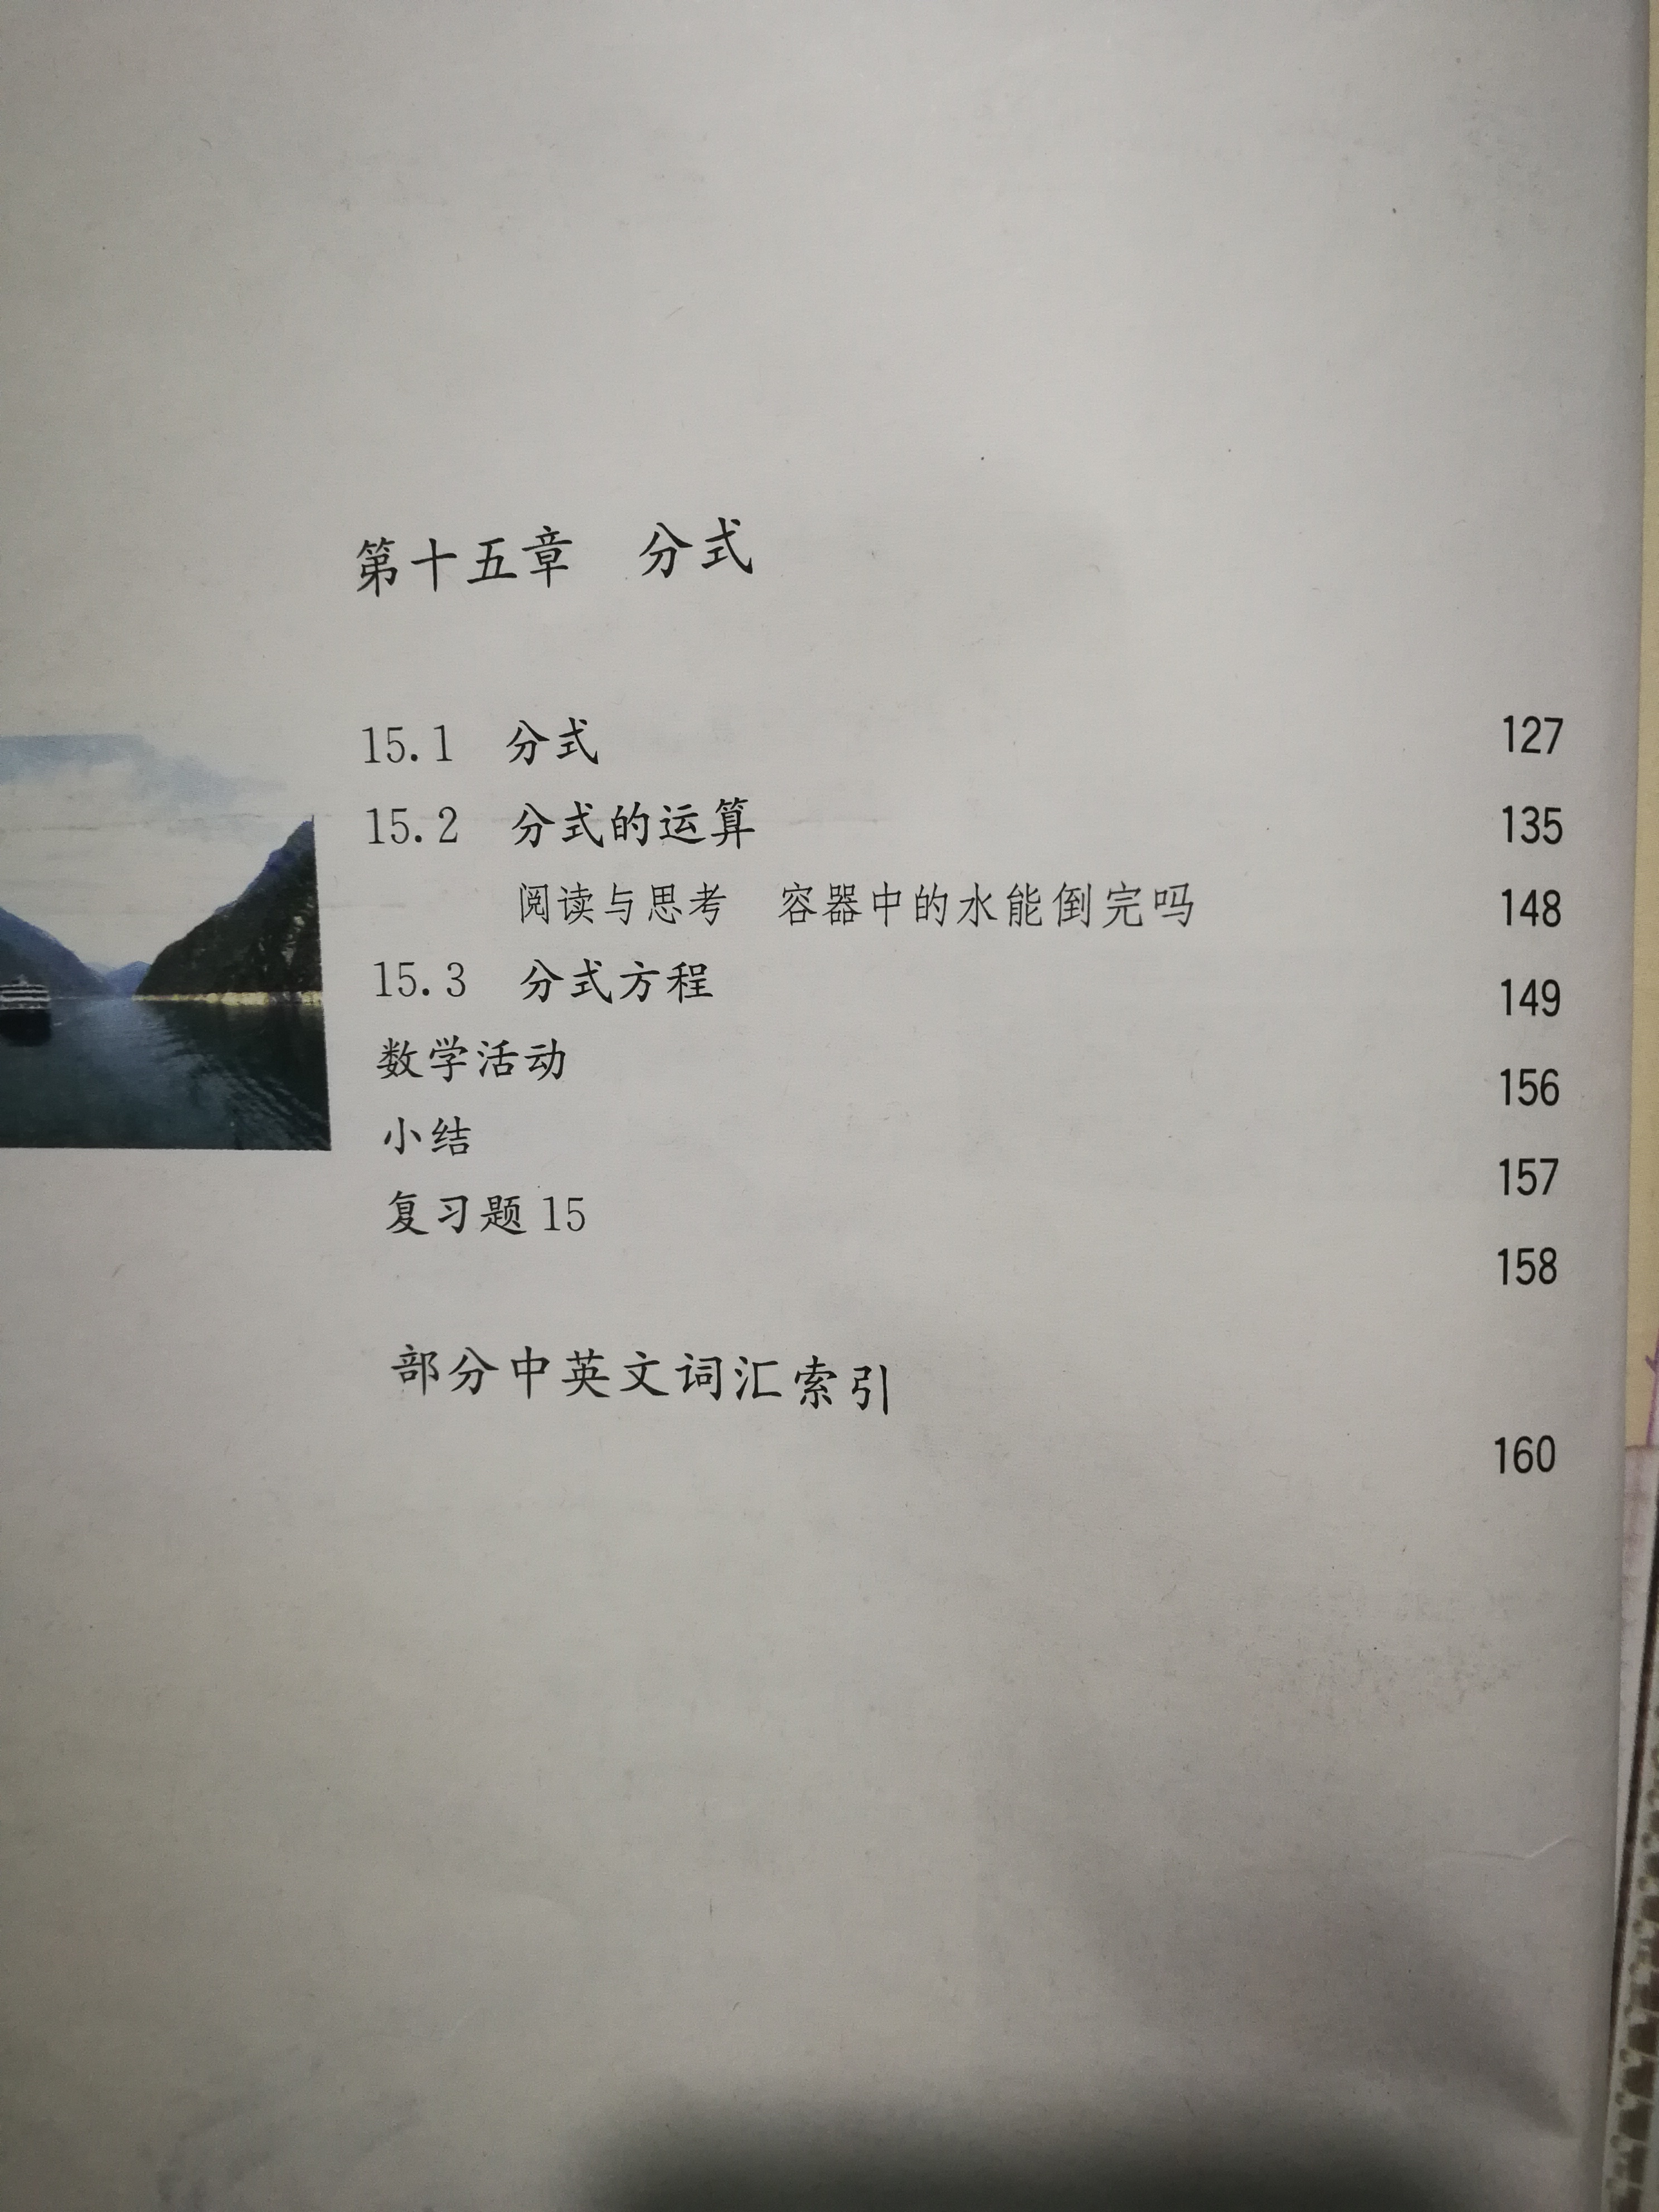 第十五章 分式
15.1 分式 127
15.2 分式的运算 135
阅读与思考 容器中的水能倒完吗 148
15.3 分式方程 149
数学活动 156
小结 157
复习题15 158
部分中英文词汇索引 160